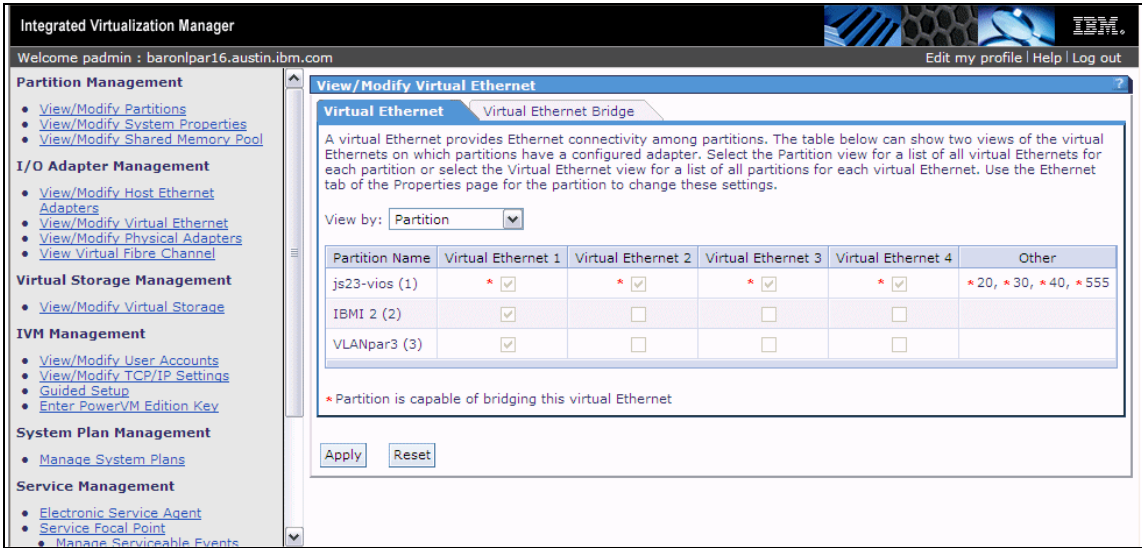 Integrated Virtualization Manager
IBM.
Welcome padmin : baronlpar16.austin.ibm.com
Edit my profile | Help | Log out
Partition Management
View/Modify Partitions
View/Modify System Properties
View/Modify Shared Memory Pool
I/O Adapter Management
View/Modify Host Ethernet
Adapters
View/Modify Virtual Ethernet
View/Modify Physical Adapters
View Virtual Fibre Channel
Virtual Storage Management
View/Modify Virtual Storage
IVM Management
View/Modify User Accounts
View/Modify TCP/IP Settings
Guided Setup
Enter PowerVM Edition Key
System Plan Management
Manage System Plans
Service Management
Electronic Service Agent
Service Focal Point
Manage Serviceable Events
View/Modify Virtual Ethernet ?
Virtual Ethernet Virtual Ethernet Bridge
A virtual Ethernet provides Ethernet connectivity among partitions. The table below can show two views of the virtual
Ethernets on which partitions have a configured adapter. Select the Partition view for a list of all virtual Ethernets for
each partition or select the Virtual Ethernet view for a list of all partitions for each virtual Ethernet. Use the Ethernet
tab of the Properties page for the partition to change these settings.
View by: Partition
Partition Name Virtual Ethernet 1 Virtual Ethernet 2 Virtual Ethernet 3 Virtual Ethernet 4 Other
js23-vios (1) * * * * *20, *30, *40, *555
IBMI 2 (2)
VLANpar3 (3)
* Partition is capable of bridging this virtual Ethernet
Apply Reset